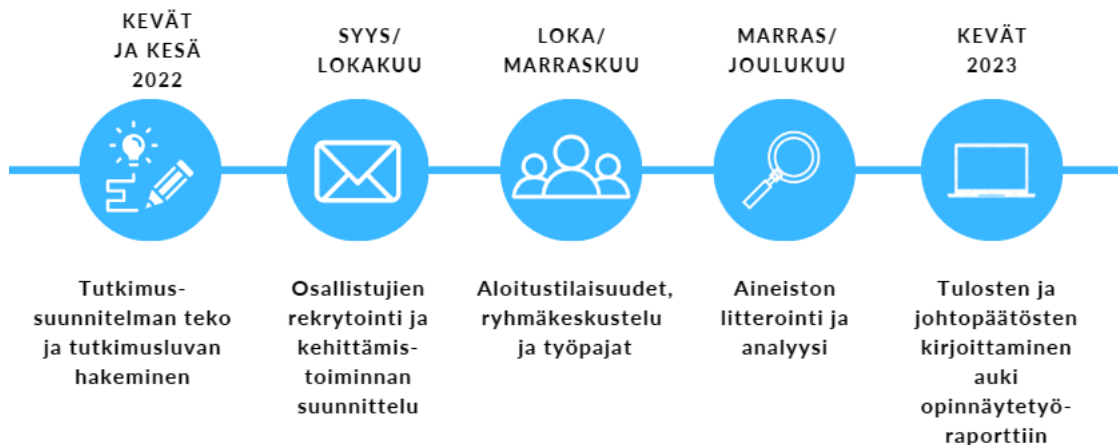 KEVÄT
JA KESÄ
2022
SYYS/
LOKAKUU
LOKA/
MARRASKUU
MARRAS/
JOULUKUU
KEVÄT
2023
Tutkimus-
suunnitelman teko
ja tutkimusluvan
hakeminen
Osallistujien
rekrytointi ja
kehittämis-
toiminnan
suunnittelu
Aloitustilaisuudet,
ryhmäkeskustelu
ja työpajat
Aineiston
litterointi ja
analyysi
Tulosten ja
johtopäätösten
kirjoittaminen
auki
opinnäytetyö-
raporttiin